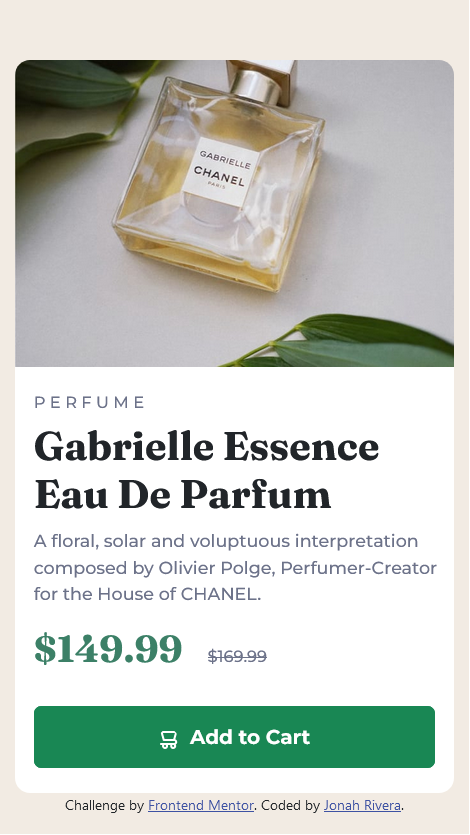 GABRIELLE
CHANEL
PARIS
PERFUME
Gabrielle Essence
Eau De Parfum
A floral, solar and voluptuous interpretation
composed by Olivier Polge, Perfumer-Creator
for the House of CHANEL.
$149.99 $169.99
Add to Cart
Challenge by Frontend Mentor. Coded by Jonah Rivera.